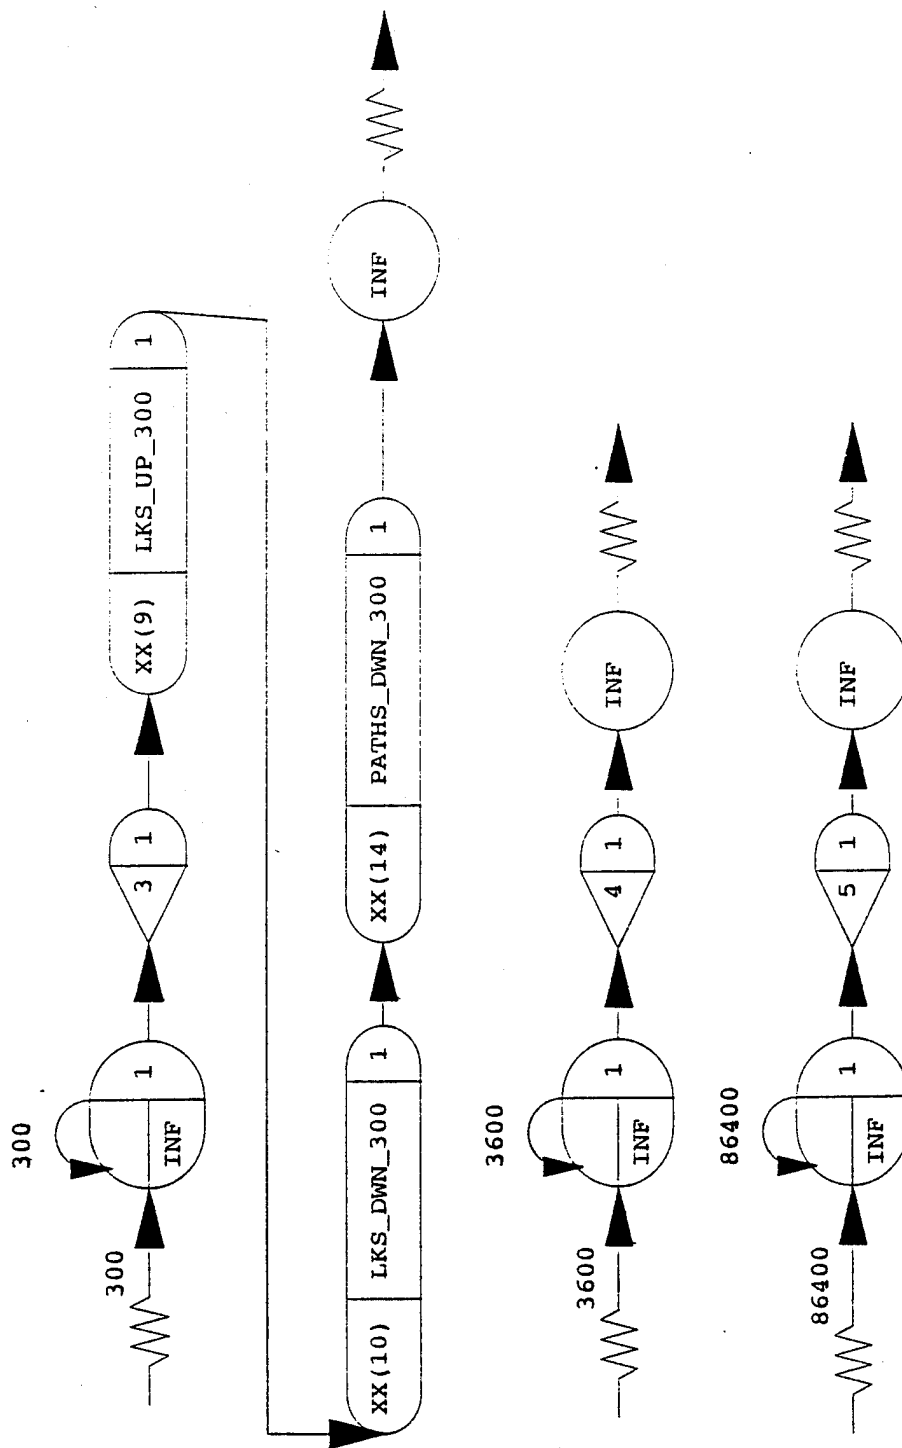 300
300
INF
1
3
1
XX(9)
LKS_UP_300
1
XX(10)
LKS_DWN_300
1
XX(14)
PATHS_DWN_300
1
INF
3600
3600
INF
1
4
1
INF
86400
86400
INF
1
5
1
INF